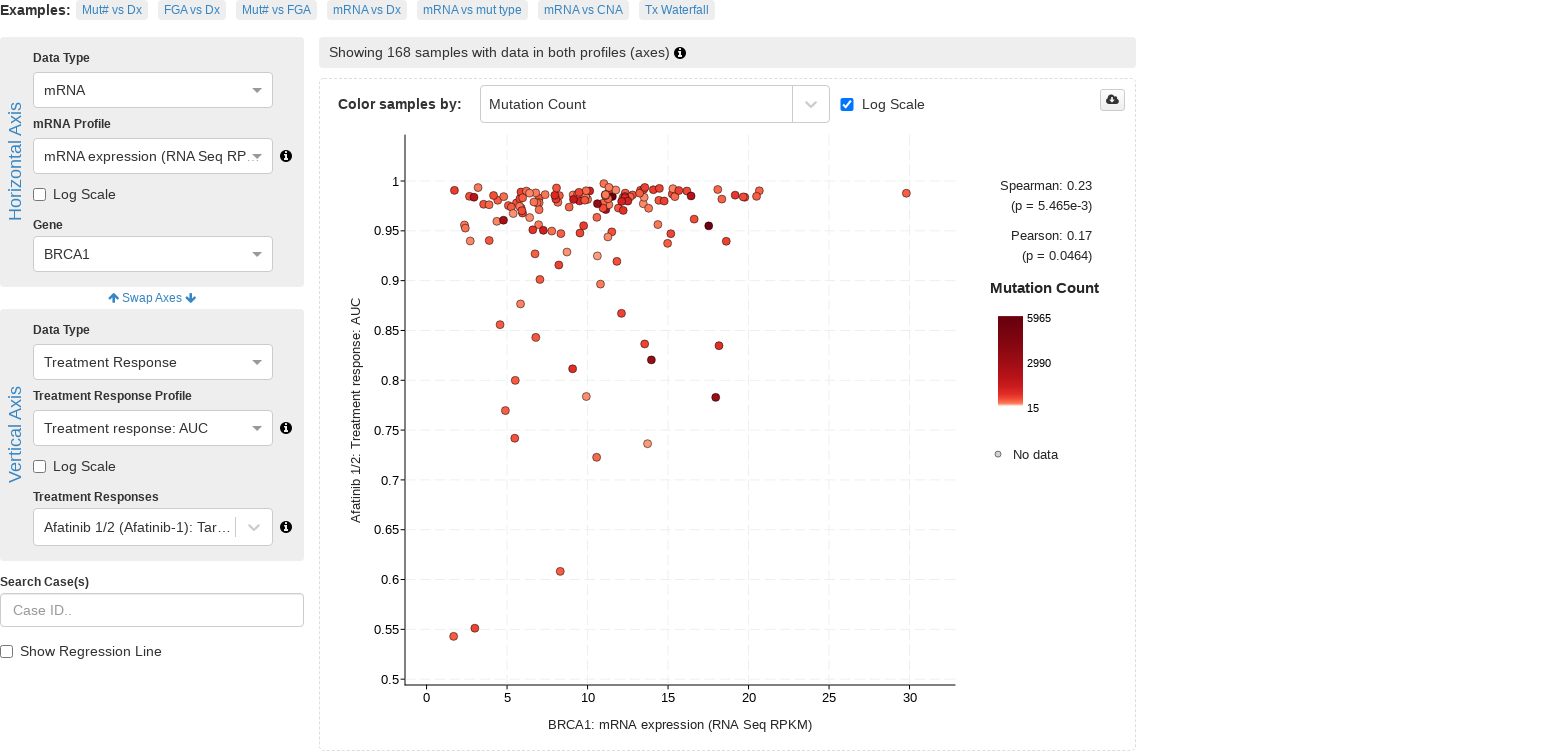 Examples: Mut# vs Dx FGA vs Dx Mut# vs FGA mRNA vs Dx mRNA vs mut type mRNA vs CNA Tx Waterfall
Horizontal Axis
Data Type
mRNA
mRNA Profile
mRNA expression (RNA Seq RP…
Log Scale
Gene
BRCA1
Swap Axes
Vertical Axis
Data Type
Treatment Response
Treatment Response Profile
Treatment response: AUC
Log Scale
Treatment Responses
Afatinib 1/2 (Afatinib-1): Tar…
Search Case(s)
Case ID..
Show Regression Line
Showing 168 samples with data in both profiles (axes)
Color samples by: Mutation Count Log Scale
Afatinib 1/2: Treatment response: AUC
1
0.95
0.9
0.85
0.8
0.75
0.7
0.65
0.6
0.55
0.5
0 5 10 15 20 25 30
BRCA1: mRNA expression (RNA Seq RPKM)
Spearman: 0.23
(p = 5.465e-3)
Pearson: 0.17
(p = 0.0464)
Mutation Count
5965
2990
15
No data